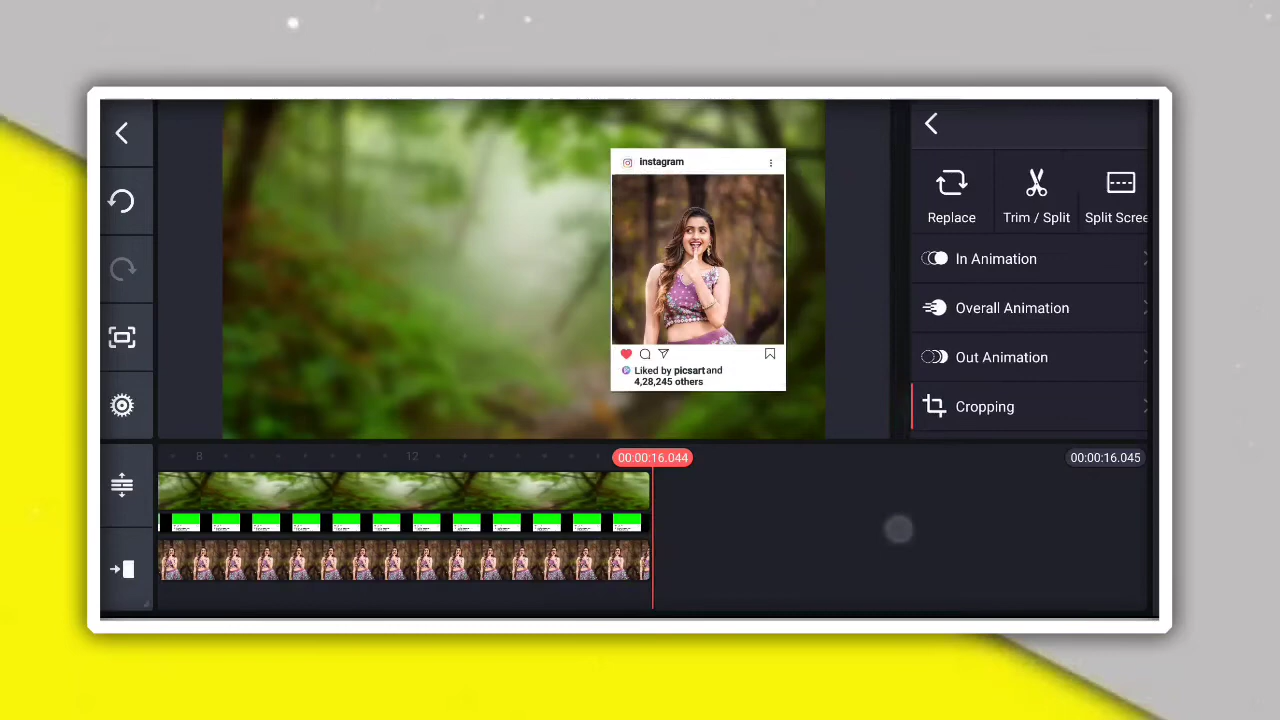 instagram
Liked by picsart and
4,28,245 others
Replace
Trim / Split
Split Scree
In Animation
Overall Animation
Out Animation
Cropping
8
12
00:00:16.044
00:00:16.045